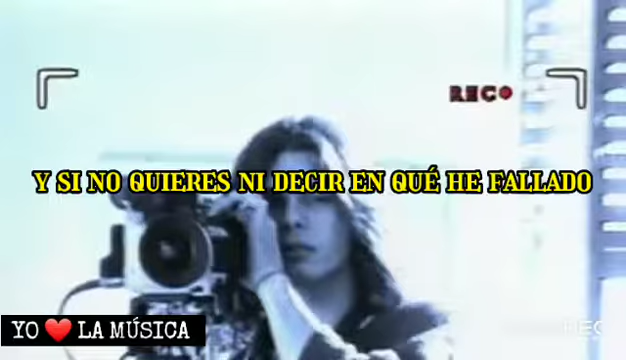 REC
Y SI NO QUIERES NI DECIR EN QUÉ HE FALLADO
YO ❤️ LA MÚSICA